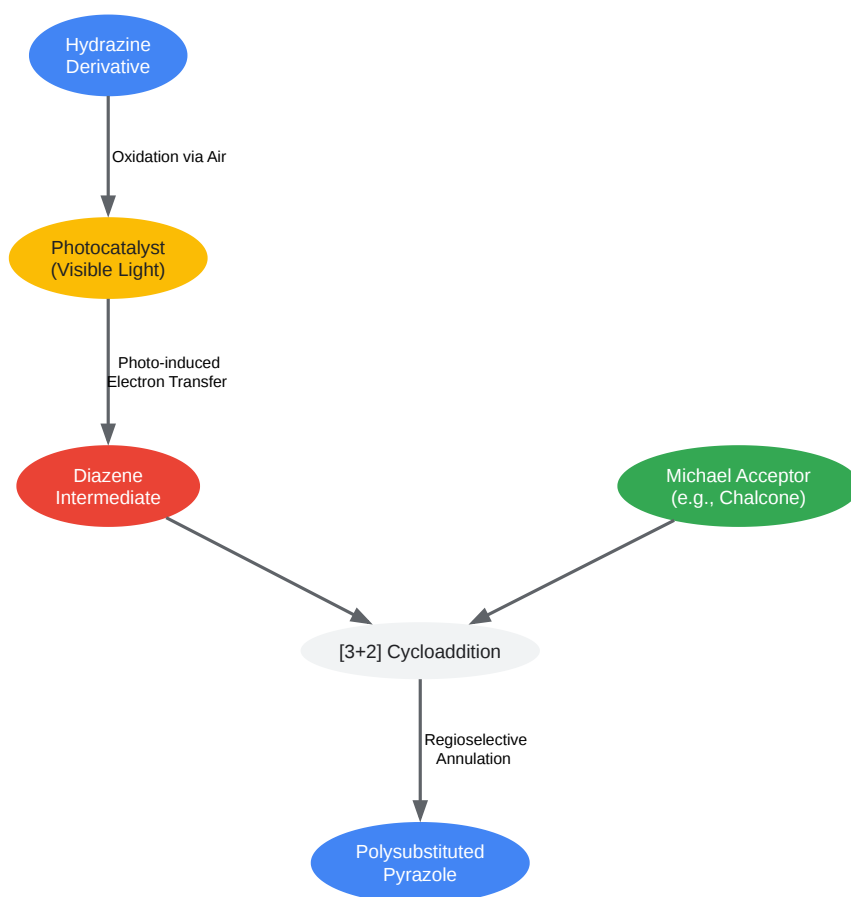 Hydrazine
Derivative
Oxidation via Air
Photocatalyst
(Visible Light)
Photo-induced
Electron Transfer
Diazene
Intermediate
Michael Acceptor
(e.g., Chalcone)
[3+2] Cycloaddition
Regioselective
Annulation
Polysubstituted
Pyrazole